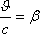 ϑ/c = β